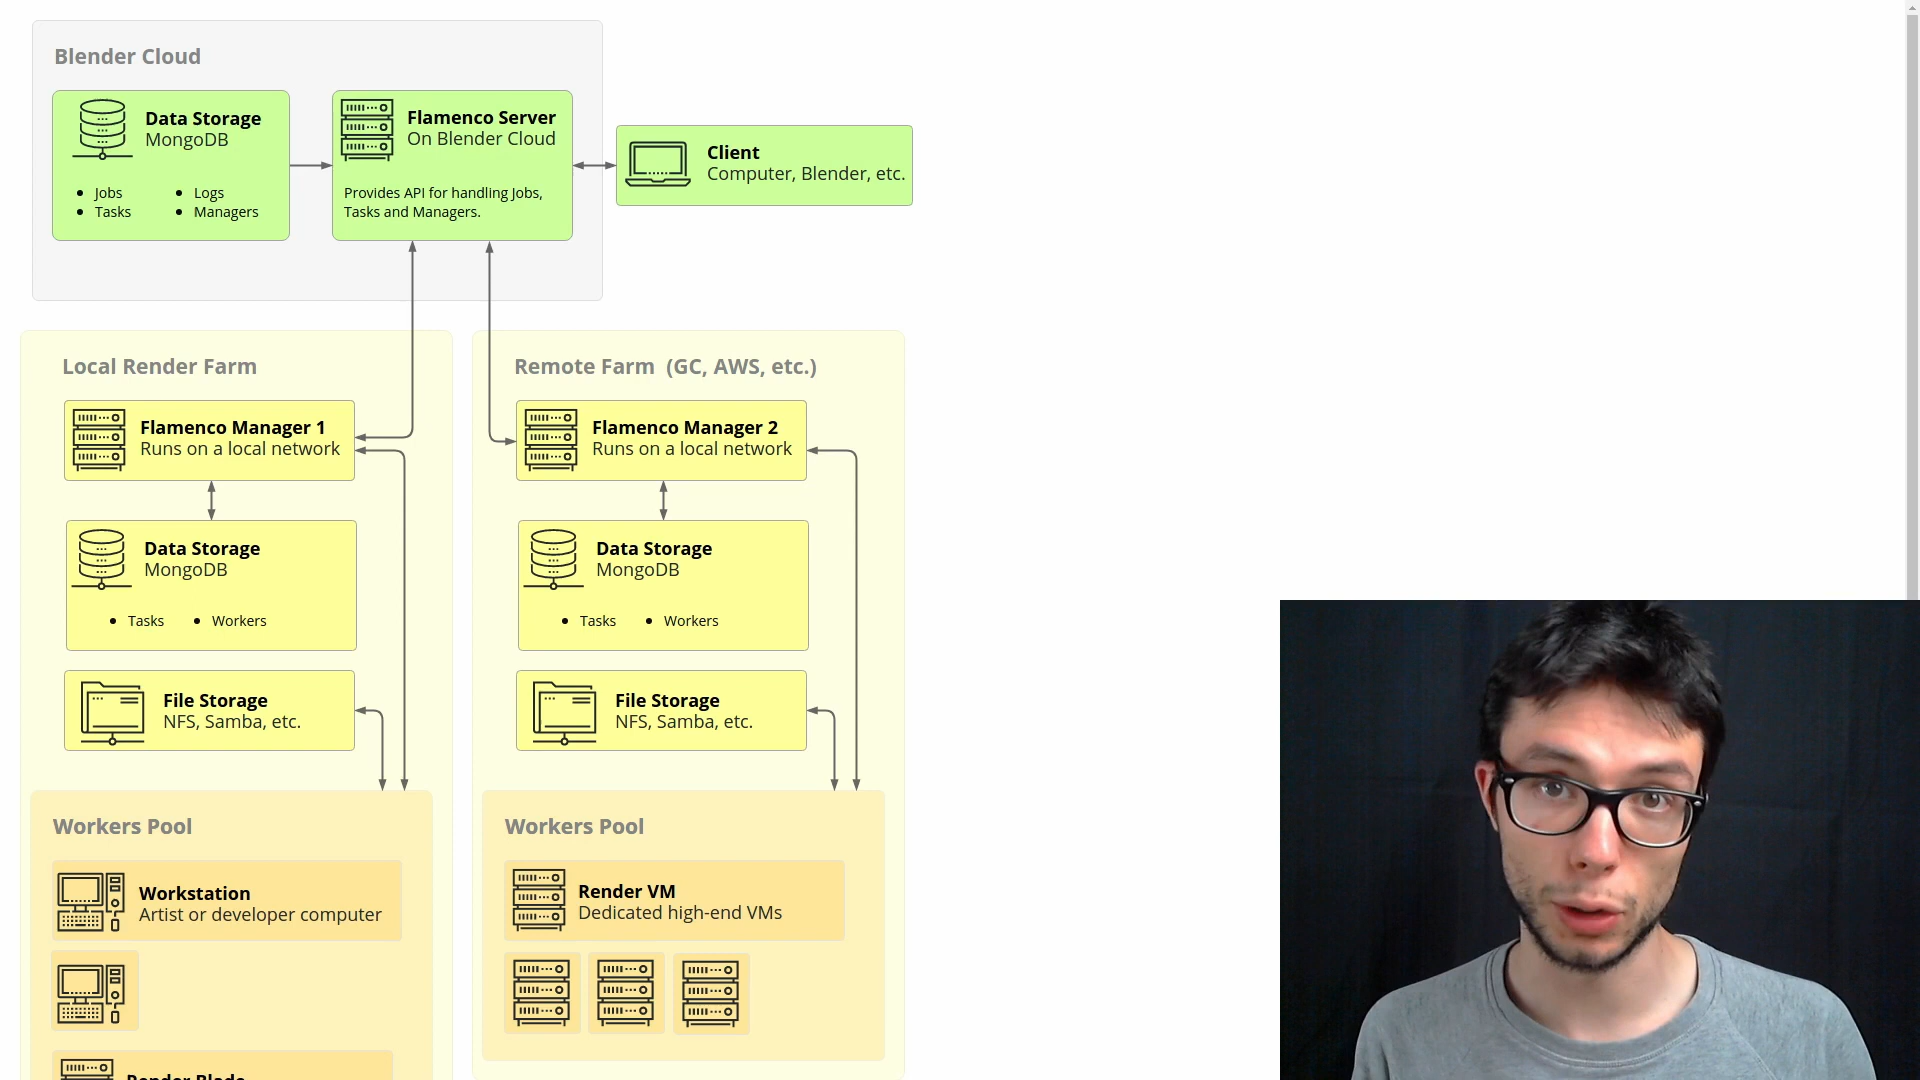 Blender Cloud
Data Storage
MongoDB
Jobs
Tasks
Logs
Managers
Flamenco Server
On Blender Cloud
Provides API for handling Jobs,
Tasks and Managers.
Client
Computer, Blender, etc.
Local Render Farm
Flamenco Manager 1
Runs on a local network
Data Storage
MongoDB
Tasks
Workers
File Storage
NFS, Samba, etc.
Workers Pool
Workstation
Artist or developer computer
Render Blade
Remote Farm (GC, AWS, etc.)
Flamenco Manager 2
Runs on a local network
Data Storage
MongoDB
Tasks
Workers
File Storage
NFS, Samba, etc.
Workers Pool
Render VM
Dedicated high-end VMs